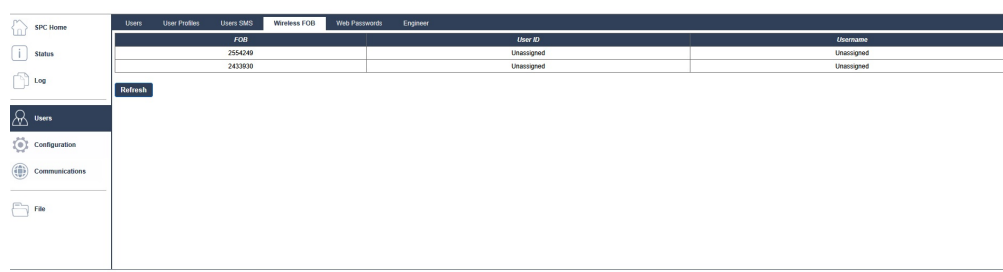 SPC Home
Status
Log
Users
Configuration
Communications
File
Users User Profiles Users SMS Wireless FOB Web Passwords Engineer
FOB User ID Username
2554249 Unassigned Unassigned
2433930 Unassigned Unassigned
Refresh